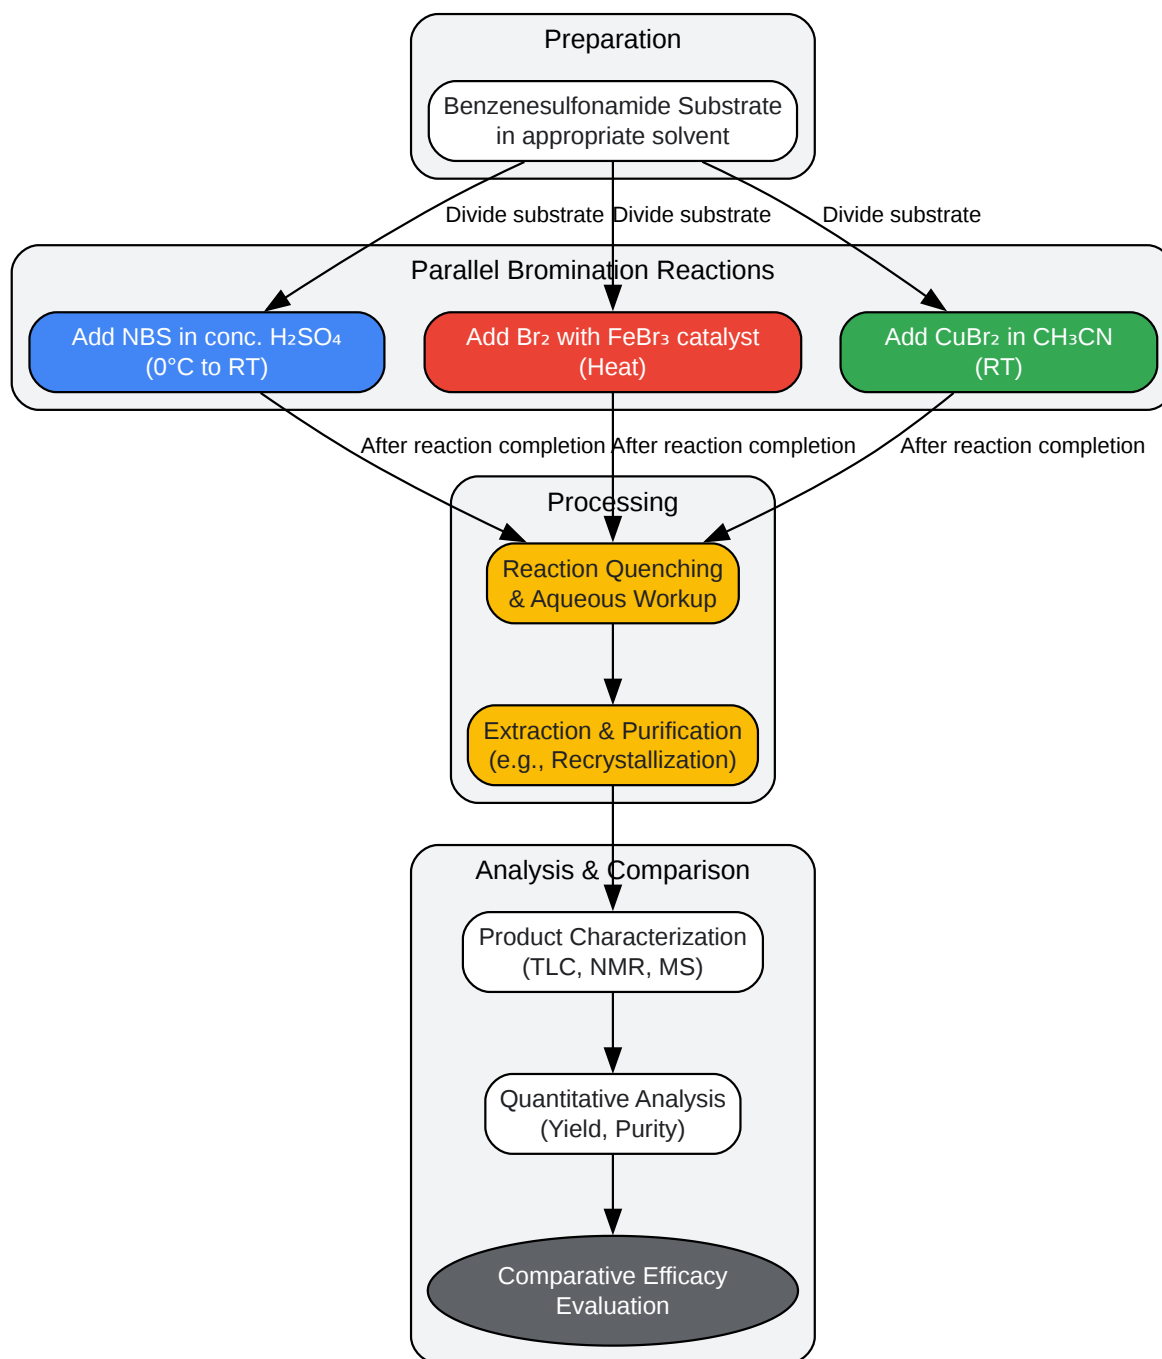 Preparation
Benzenesulfonamide Substrate
in appropriate solvent
Divide substrate
Divide substrate
Divide substrate
Parallel Bromination Reactions
Add NBS in conc. H₂SO₄
(0°C to RT)
Add Br₂ with FeBr₃ catalyst
(Heat)
Add CuBr₂ in CH₃CN
(RT)
After reaction completion
After reaction completion
After reaction completion
Processing
Reaction Quenching
& Aqueous Workup
Extraction & Purification
(e.g., Recrystallization)
Analysis & Comparison
Product Characterization
(TLC, NMR, MS)
Quantitative Analysis
(Yield, Purity)
Comparative Efficacy
Evaluation